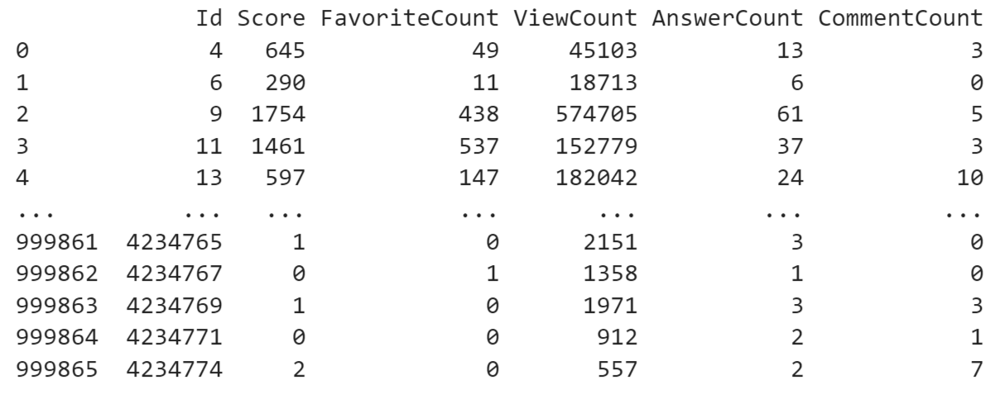 Id Score FavoriteCount ViewCount AnswerCount CommentCount
0 4 645 49 45103 13 3
1 6 290 11 18713 6 0
2 9 1754 438 574705 61 5
3 11 1461 537 152779 37 3
4 13 597 147 182042 24 10
... ... ... ... ... ... ...
999861 4234765 1 0 2151 3 0
999862 4234767 0 1 1358 1 0
999863 4234769 1 0 1971 3 3
999864 4234771 0 0 912 2 1
999865 4234774 2 0 557 2 7